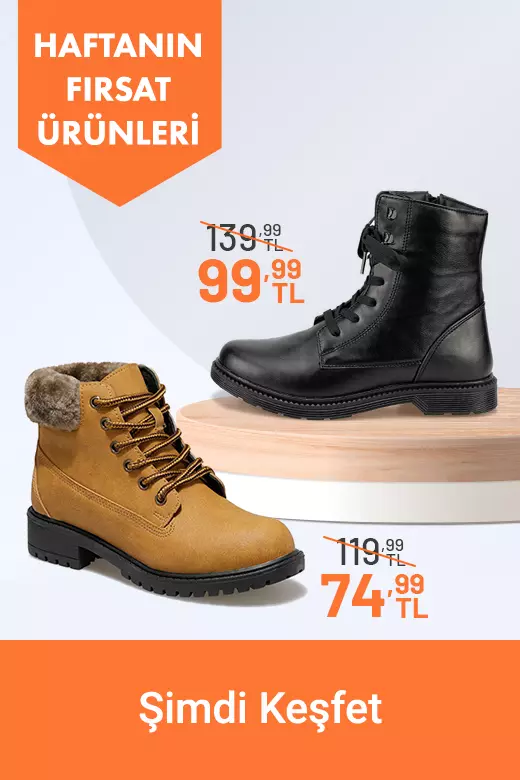 HAFTANIN
FIRSAT
ÜRÜNLERİ
139,99 TL
99,99 TL
119,99 TL
74,99 TL
Şimdi Keşfet